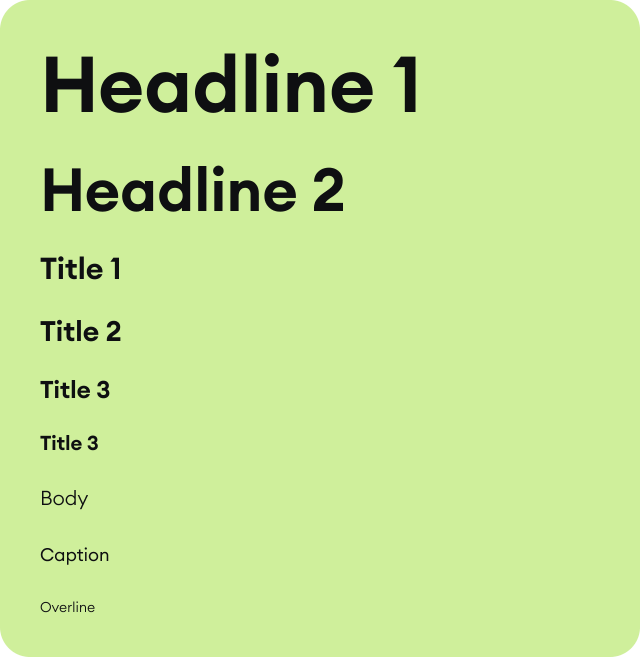 Headline 1
Headline 2
Title 1
Title 2
Title 3
Title 3
Body
Caption
Overline